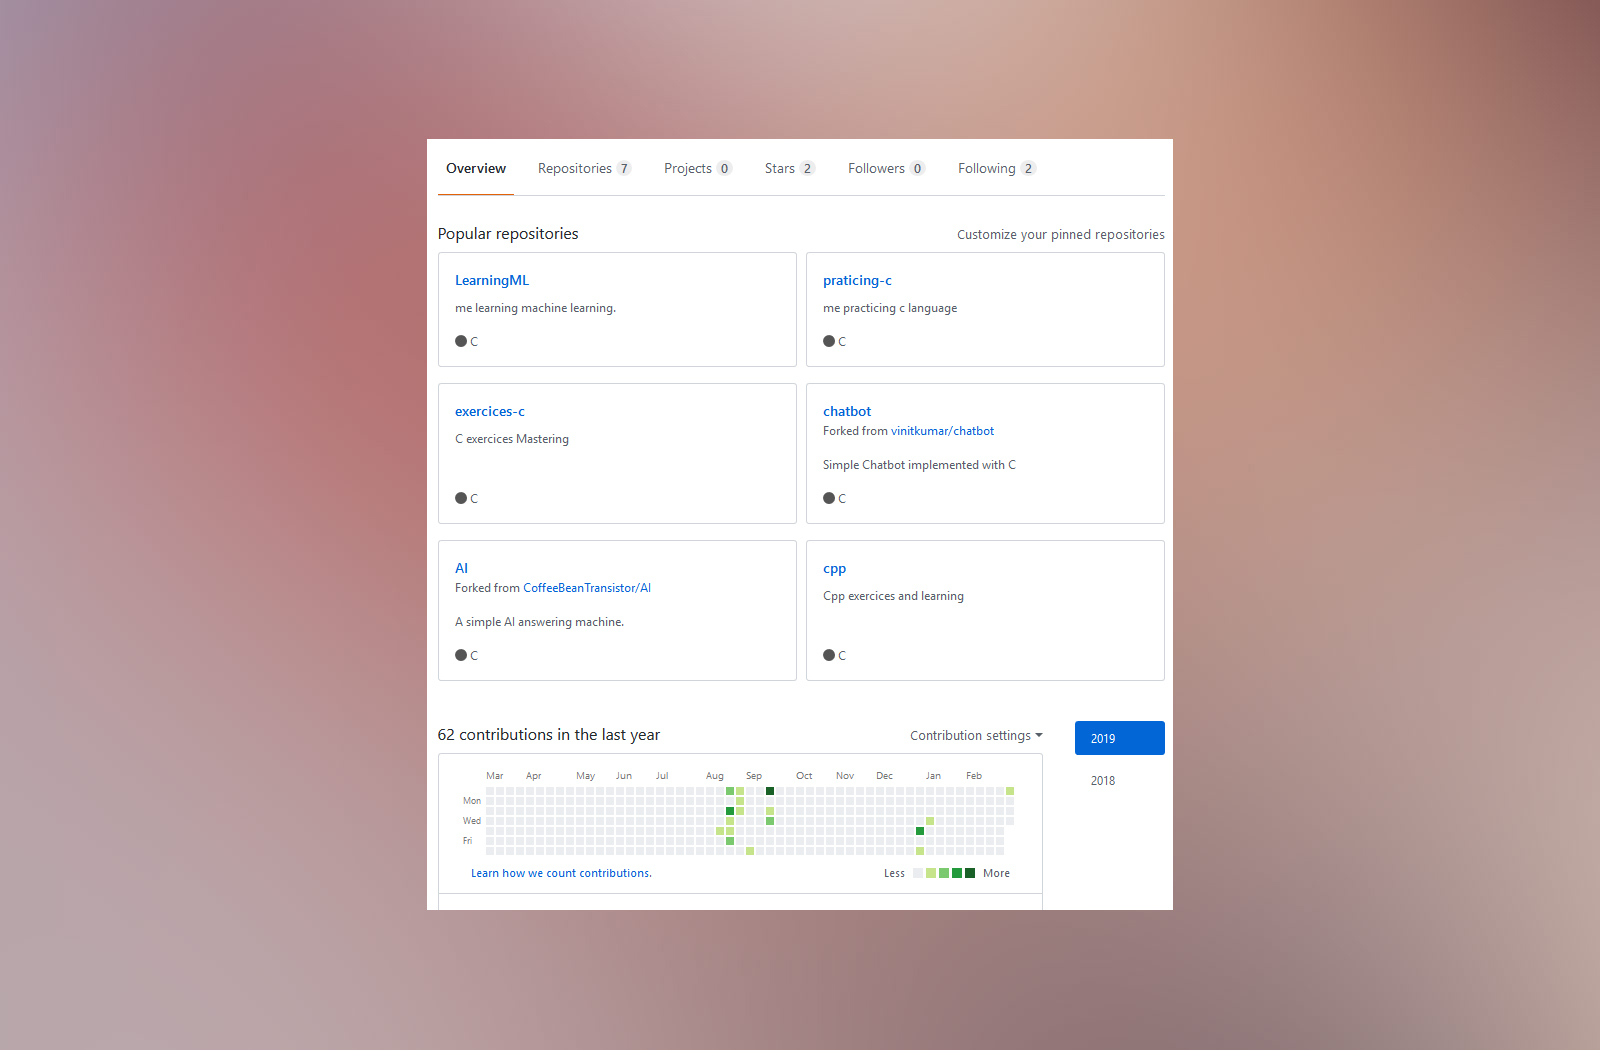 Overview Repositories 7 Projects 0 Stars 2 Followers 0 Following 2
Popular repositories Customize your pinned repositories
LearningML
me learning machine learning.
C
praticing-c
me practicing c language
C
exercices-c
C exercices Mastering
C
chatbot
Forked from vinitkumar/chatbot
Simple Chatbot implemented with C
C
AI
Forked from CoffeeBeanTransistor/AI
A simple AI answering machine.
C
cpp
Cpp exercices and learning
C
62 contributions in the last year Contribution settings
2019
2018
Mar Apr May Jun Jul Aug Sep Oct Nov Dec Jan Feb
Mon
Wed
Fri
Learn how we count contributions. Less More